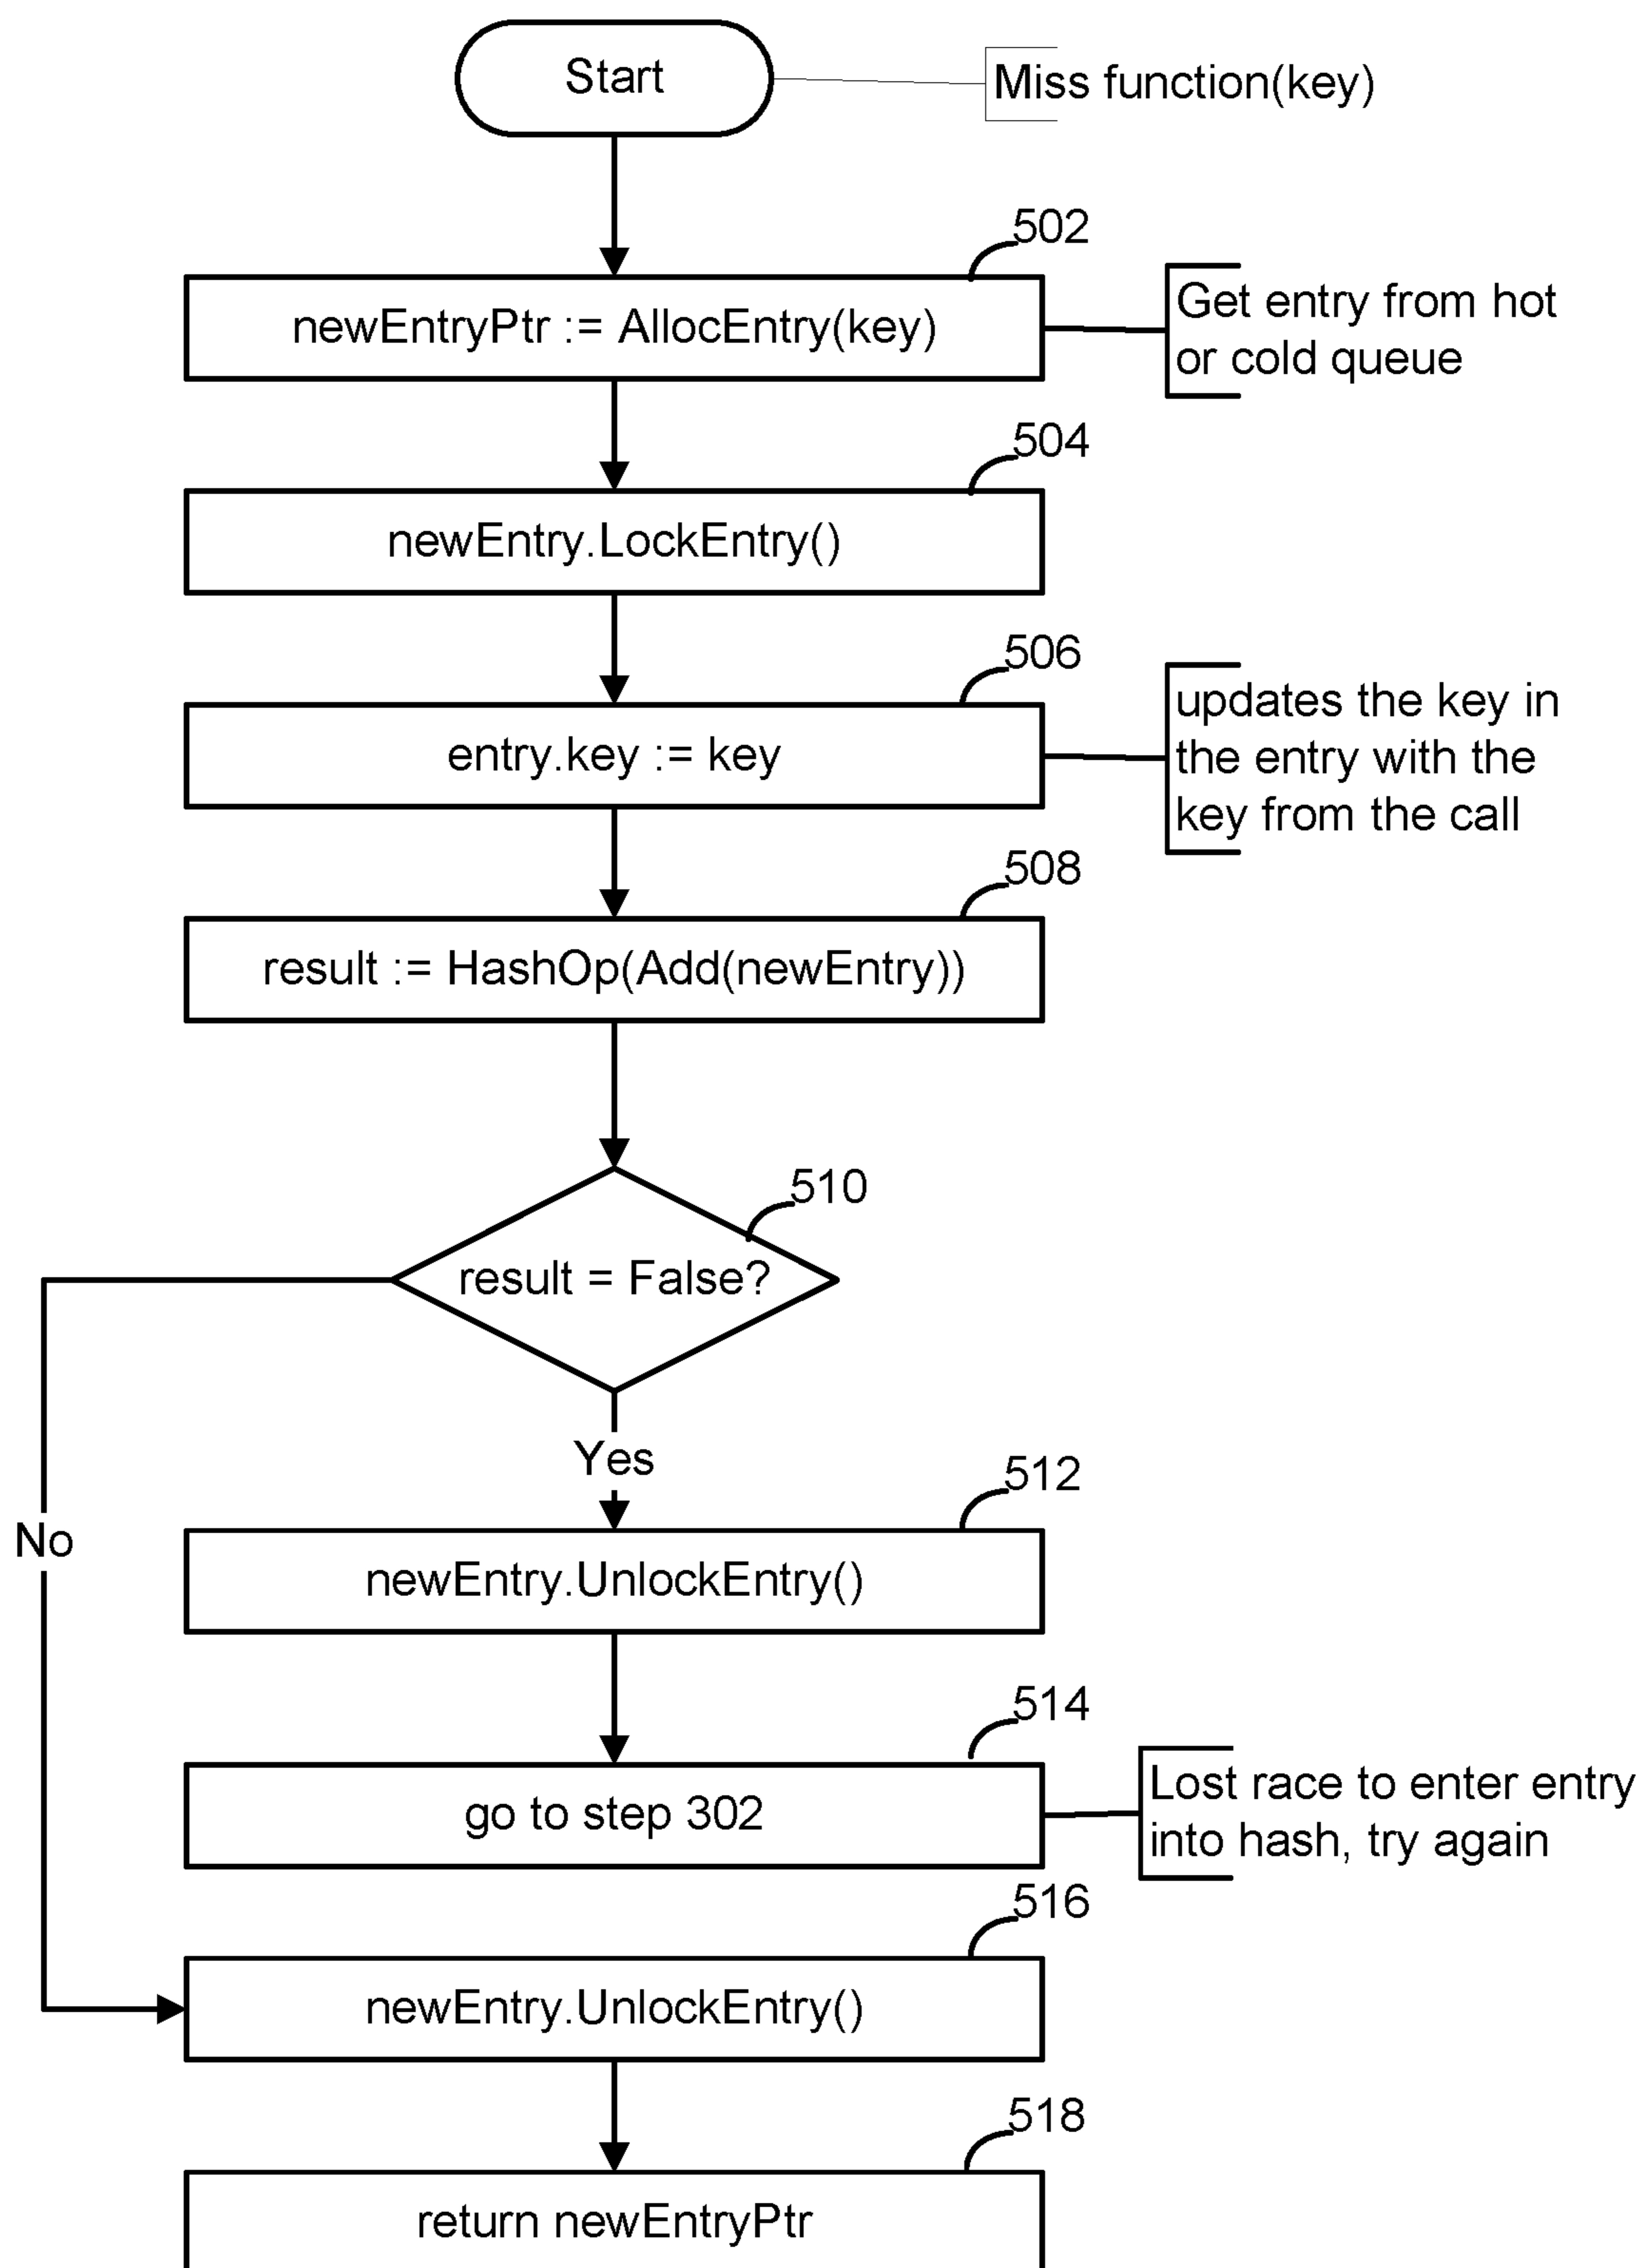 Start
Miss function(key)
502
newEntryPtr := AllocEntry(key)
Get entry from hot
or cold queue
504
newEntry.LockEntry()
506
entry.key := key
updates the key in
the entry with the
key from the call
508
result := HashOp(Add(newEntry))
510
result = False?
Yes
No
512
newEntry.UnlockEntry()
514
go to step 302
Lost race to enter entry
into hash, try again
516
newEntry.UnlockEntry()
518
return newEntryPtr